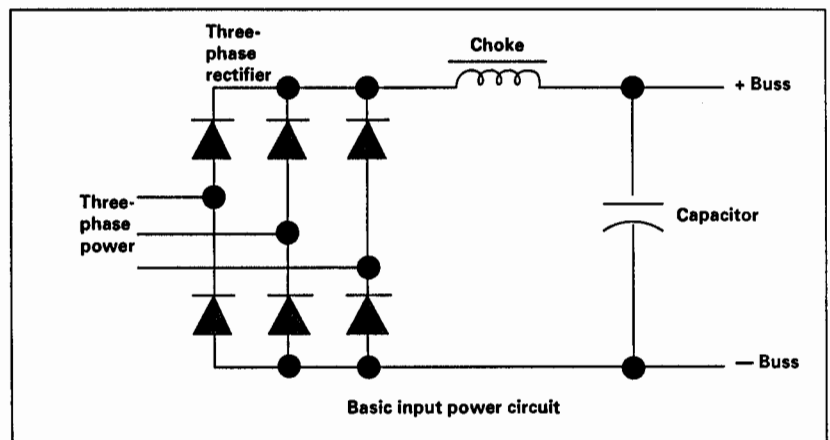 Three-
phase
rectifier
Choke
+ Buss
Three-
phase
power
Capacitor
— Buss
Basic input power circuit